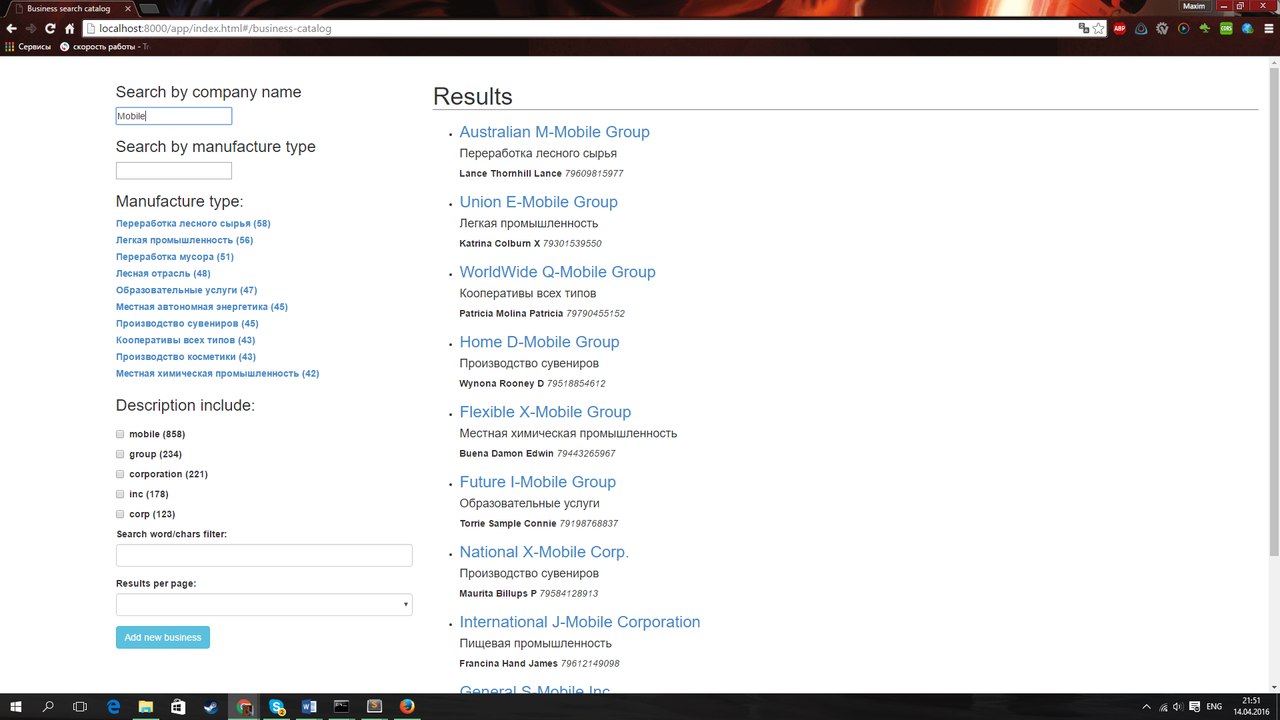 Business search catalog
Maxim
localhost:8000/app/index.html#/business-catalog
ABP
Сервисы
скорость работы - Tr
Search by company name
Mobile
Search by manufacture type
Manufacture type:
Переработка лесного сырья (58)
Легкая промышленность (56)
Переработка мусора (51)
Лесная отрасль (48)
Образовательные услуги (47)
Местная автономная энергетика (45)
Производство сувениров (45)
Кооперативы всех типов (43)
Производство косметики (43)
Местная химическая промышленность (42)
Description include:
mobile (858)
group (234)
corporation (221)
inc (178)
corp (123)
Search word/chars filter:
Results per page:
Add new business
Results
Australian M-Mobile Group
Переработка лесного сырья
Lance Thornhill Lance 79609815977
Union E-Mobile Group
Легкая промышленность
Katrina Colburn X 79301539550
WorldWide Q-Mobile Group
Кооперативы всех типов
Patricia Molina Patricia 79790455152
Home D-Mobile Group
Производство сувениров
Wynona Rooney D 79518854612
Flexible X-Mobile Group
Местная химическая промышленность
Buena Damon Edwin 79443265967
Future I-Mobile Group
Образовательные услуги
Torrie Sample Connie 79198768837
National X-Mobile Corp.
Производство сувениров
Maurita Billups P 79584128913
International J-Mobile Corporation
Пищевая промышленность
Francina Hand James 79612149098
General S-Mobile Inc
ENG
21:51
14.04.2016